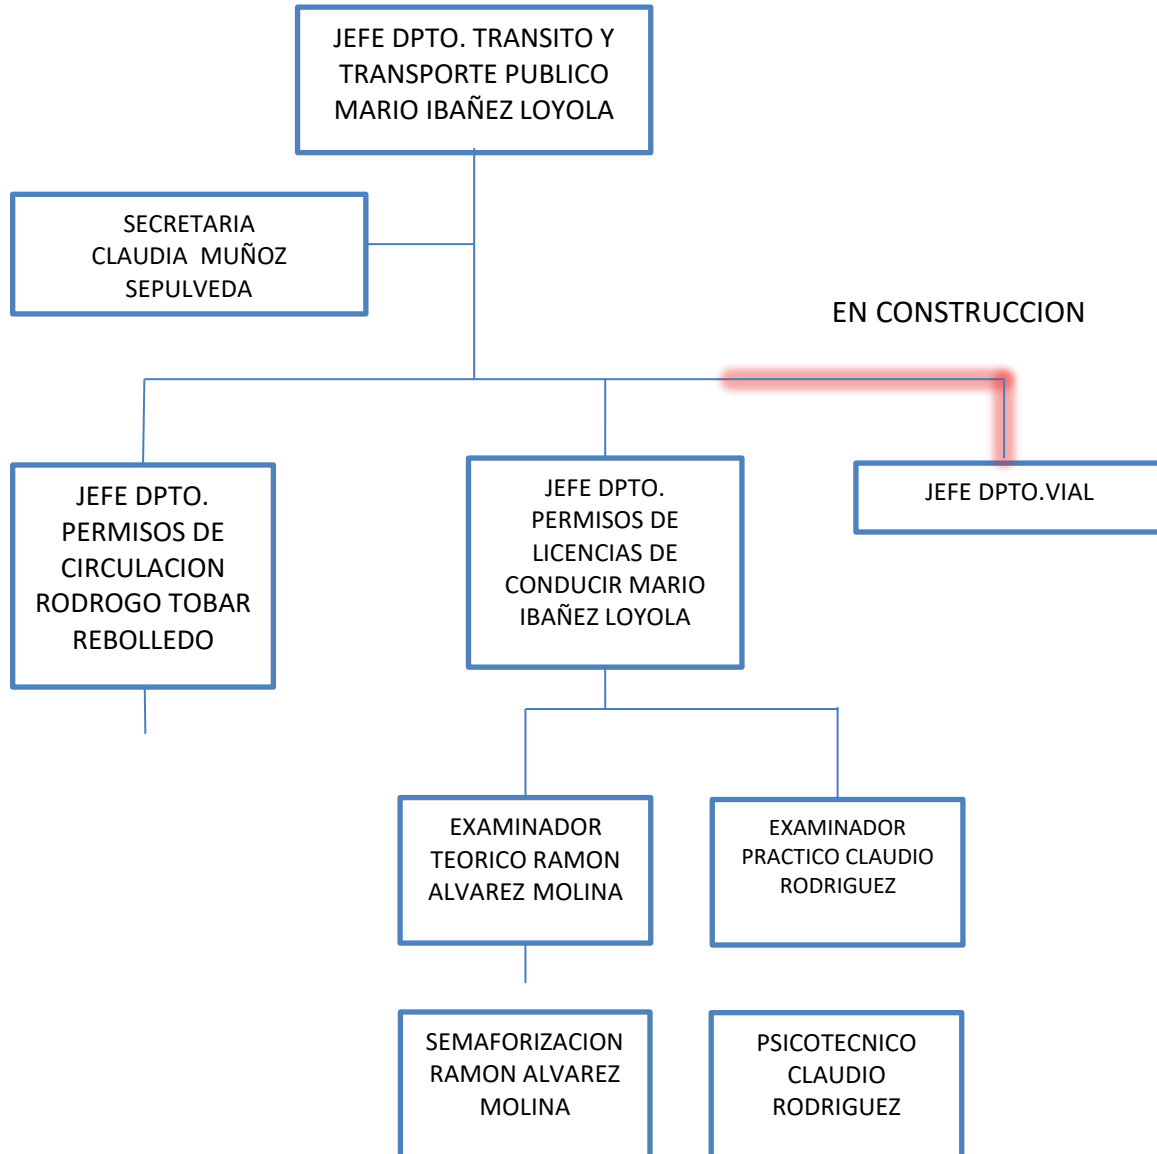 JEFE DPTO. TRANSITO Y
TRANSPORTE PUBLICO
MARIO IBAÑEZ LOYOLA
SECRETARIA
CLAUDIA MUÑOZ
SEPULVEDA
EN CONSTRUCCION
JEFE DPTO.
PERMISOS DE
CIRCULACION
RODROGO TOBAR
REBOLLEDO
JEFE DPTO.
PERMISOS DE
LICENCIAS DE
CONDUCIR MARIO
IBAÑEZ LOYOLA
JEFE DPTO.VIAL
EXAMINADOR
TEORICO RAMON
ALVAREZ MOLINA
EXAMINADOR
PRACTICO CLAUDIO
RODRIGUEZ
SEMAFORIZACION
RAMON ALVAREZ
MOLINA
PSICOTECNICO
CLAUDIO
RODRIGUEZ